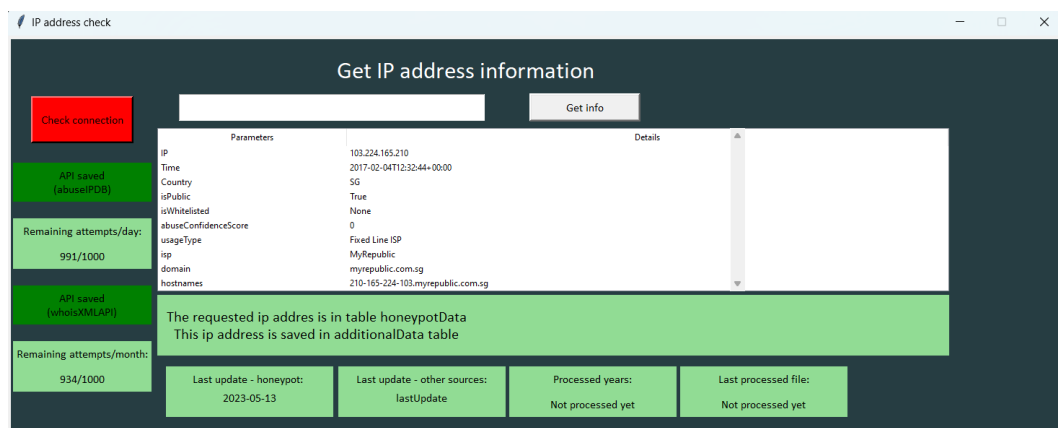 IP address check
Get IP address information
Check connection
Get info
Parameters Details
IP 103.224.165.210
Time 2017-02-04T12:32:44+00:00
Country SG
isPublic True
isWhitelisted None
abuseConfidenceScore 0
usageType Fixed Line ISP
isp MyRepublic
domain myrepublic.com.sg
hostnames 210-165-224-103.myrepublic.com.sg
API saved
(abuseIPDB)
Remaining attempts/day:
991/1000
API saved
(whoisXMLAPI)
Remaining attempts/month:
934/1000
The requested ip addres is in table honeypotData
This ip address is saved in additionalData table
Last update - honeypot:
2023-05-13
Last update - other sources:
lastUpdate
Processed years:
Not processed yet
Last processed file:
Not processed yet